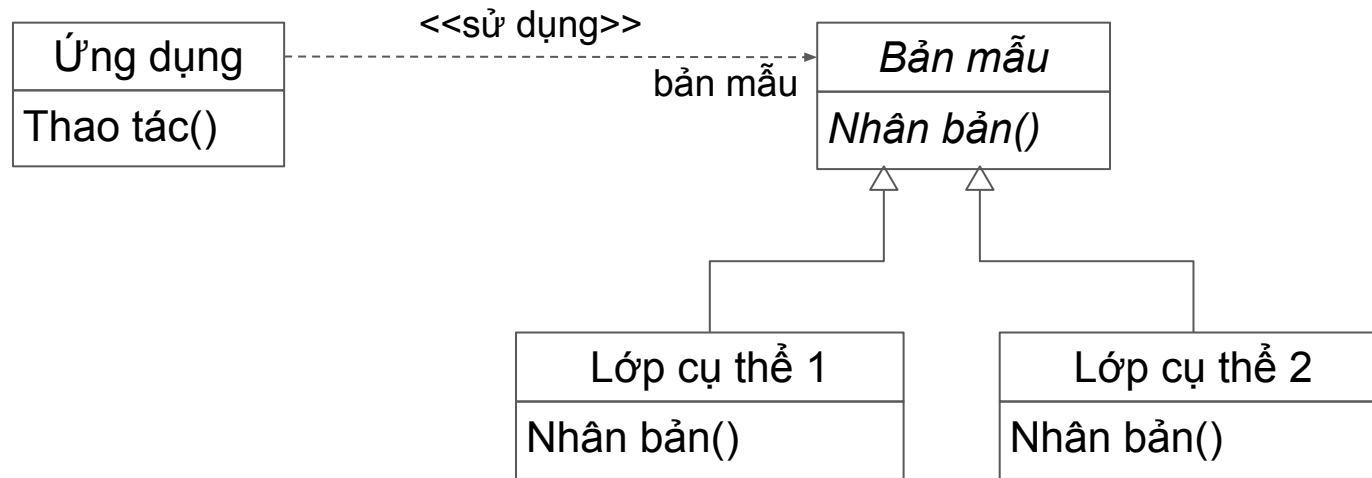 <<sử dụng>>
Ứng dụng
Bản mẫu
bản mẫu
Thao tác()
Nhân bản()
Lớp cụ thể 1
Lớp cụ thể 2
Nhân bản()
Nhân bản()